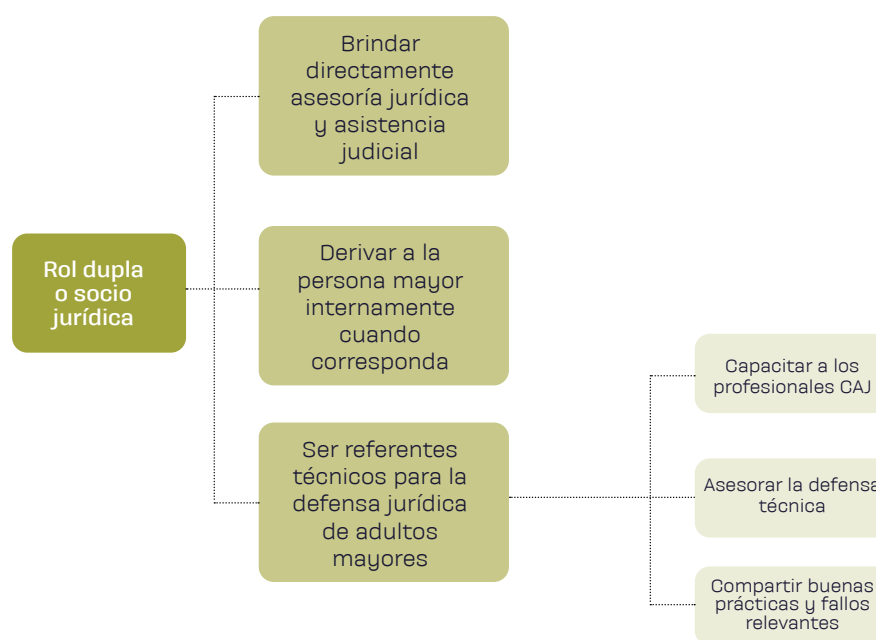 Brindar
directamente
asesoría jurídica
y asistencia
judicial
Rol dupla
o socio
jurídica
Derivar a la
persona mayor
internamente
cuando
corresponda
Ser referentes
técnicos para la
defensa jurídica
de adultos
mayores
Capacitar a los
profesionales CAJ
Asesorar la defensa
técnica
Compartir buenas
prácticas y fallos
relevantes